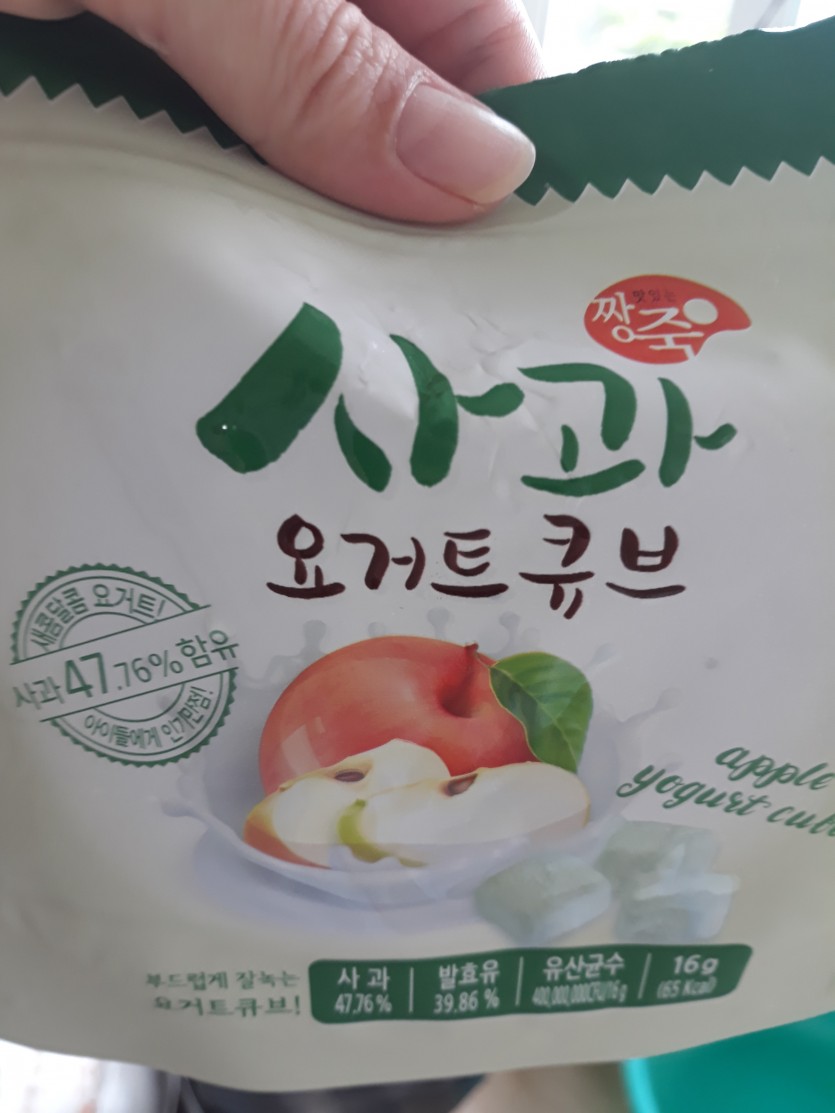 맛있는
짱죽
사과
요거트큐브
새콤달콤 요거트!
사과 47.76% 함유
아이들에게 인기만점!
apple
yogurt
부드럽게 잘녹는
요거트큐브!
사과 | 발효유 | 유산균수 | 16g
47.76% | 39.86% | 400,000,000CFU/16g | (65 Kcal)